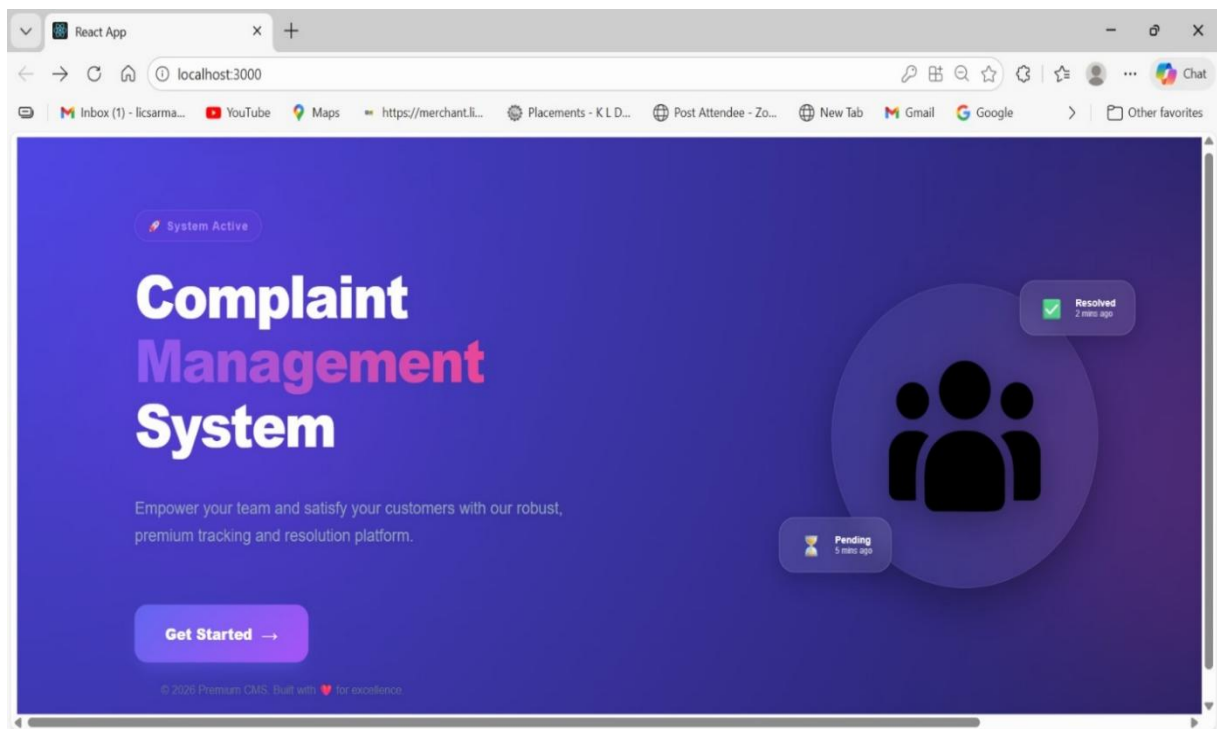 React App
localhost:3000
Chat
Inbox (1) - licsarma...
YouTube
Maps
https://merchant.li...
Placements - K L D...
Post Attendee - Zo...
New Tab
Gmail
Google
Other favorites
System Active
Complaint
Management
System
Empower your team and satisfy your customers with our robust,
premium tracking and resolution platform.
Get Started →
© 2026 Premium CMS. Built with ❤️ for excellence.
Resolved
2 mins ago
Pending
5 mins ago